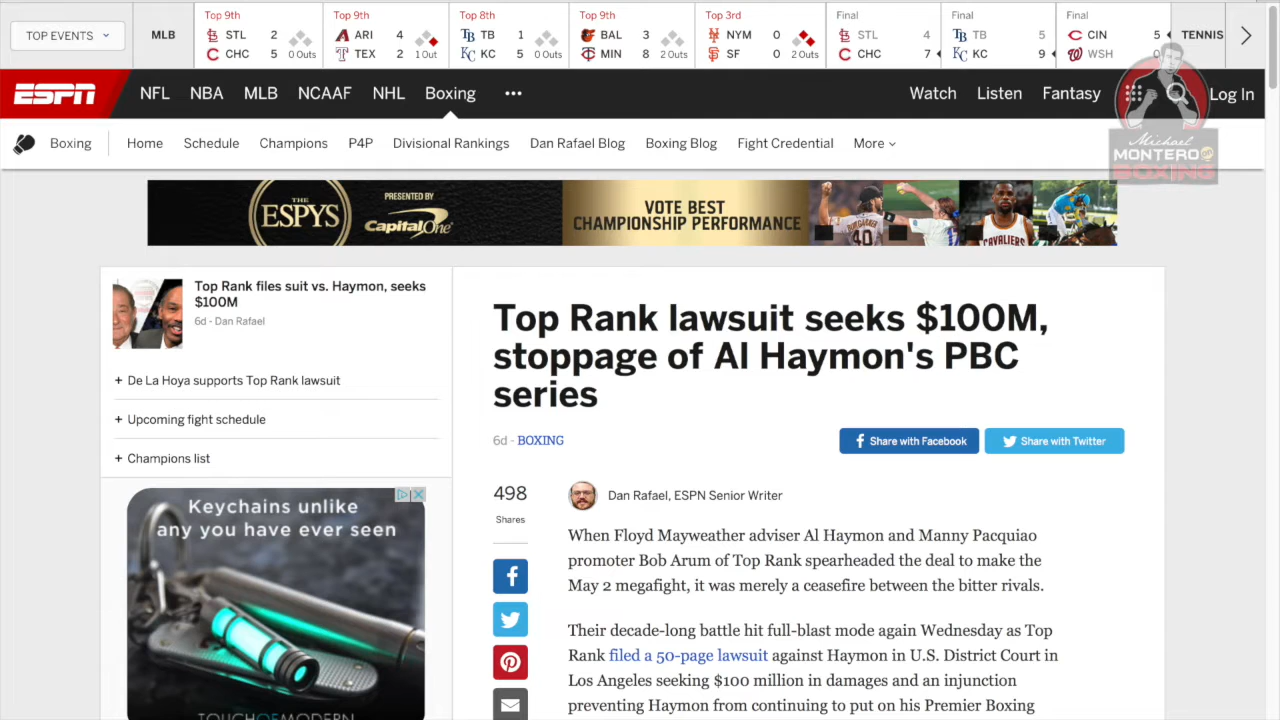 TOP EVENTS
MLB
Top 9th
STL 2
CHC 5 0 Outs
Top 9th
ARI 4
TEX 2 1 Out
Top 8th
TB 1
KC 5 0 Outs
Top 9th
BAL 3
MIN 8 2 Outs
Top 3rd
NYM 0
SF 0 2 Outs
Final
STL 4
CHC 7
Final
TB 5
KC 9
Final
CIN 5
WSH 0
TENNIS
ESPN NFL NBA MLB NCAAF NHL Boxing ••• Watch Listen Fantasy Log In
Boxing Home Schedule Champions P4P Divisional Rankings Dan Rafael Blog Boxing Blog Fight Credential More
Michael
MONTERO on
BOXING
THE
ESPYS
PRESENTED BY
Capital One
VOTE BEST
CHAMPIONSHIP PERFORMANCE
40
CAVALIERS
Top Rank files suit vs. Haymon, seeks
$100M
6d - Dan Rafael
+ De La Hoya supports Top Rank lawsuit
+ Upcoming fight schedule
+ Champions list
Keychains unlike
any you have ever seen
TOUCHOFMODERN
Top Rank lawsuit seeks $100M,
stoppage of Al Haymon's PBC
series
6d - BOXING
Share with Facebook
Share with Twitter
498
Shares
Dan Rafael, ESPN Senior Writer
When Floyd Mayweather adviser Al Haymon and Manny Pacquiao
promoter Bob Arum of Top Rank spearheaded the deal to make the
May 2 megafight, it was merely a ceasefire between the bitter rivals.
Their decade-long battle hit full-blast mode again Wednesday as Top
Rank filed a 50-page lawsuit against Haymon in U.S. District Court in
Los Angeles seeking $100 million in damages and an injunction
preventing Haymon from continuing to put on his Premier Boxing